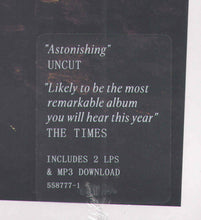 "Astonishing"
UNCUT
"Likely to be the most
remarkable album
you will hear this year"
THE TIMES
INCLUDES 2 LPS
& MP3 DOWNLOAD
558777-1